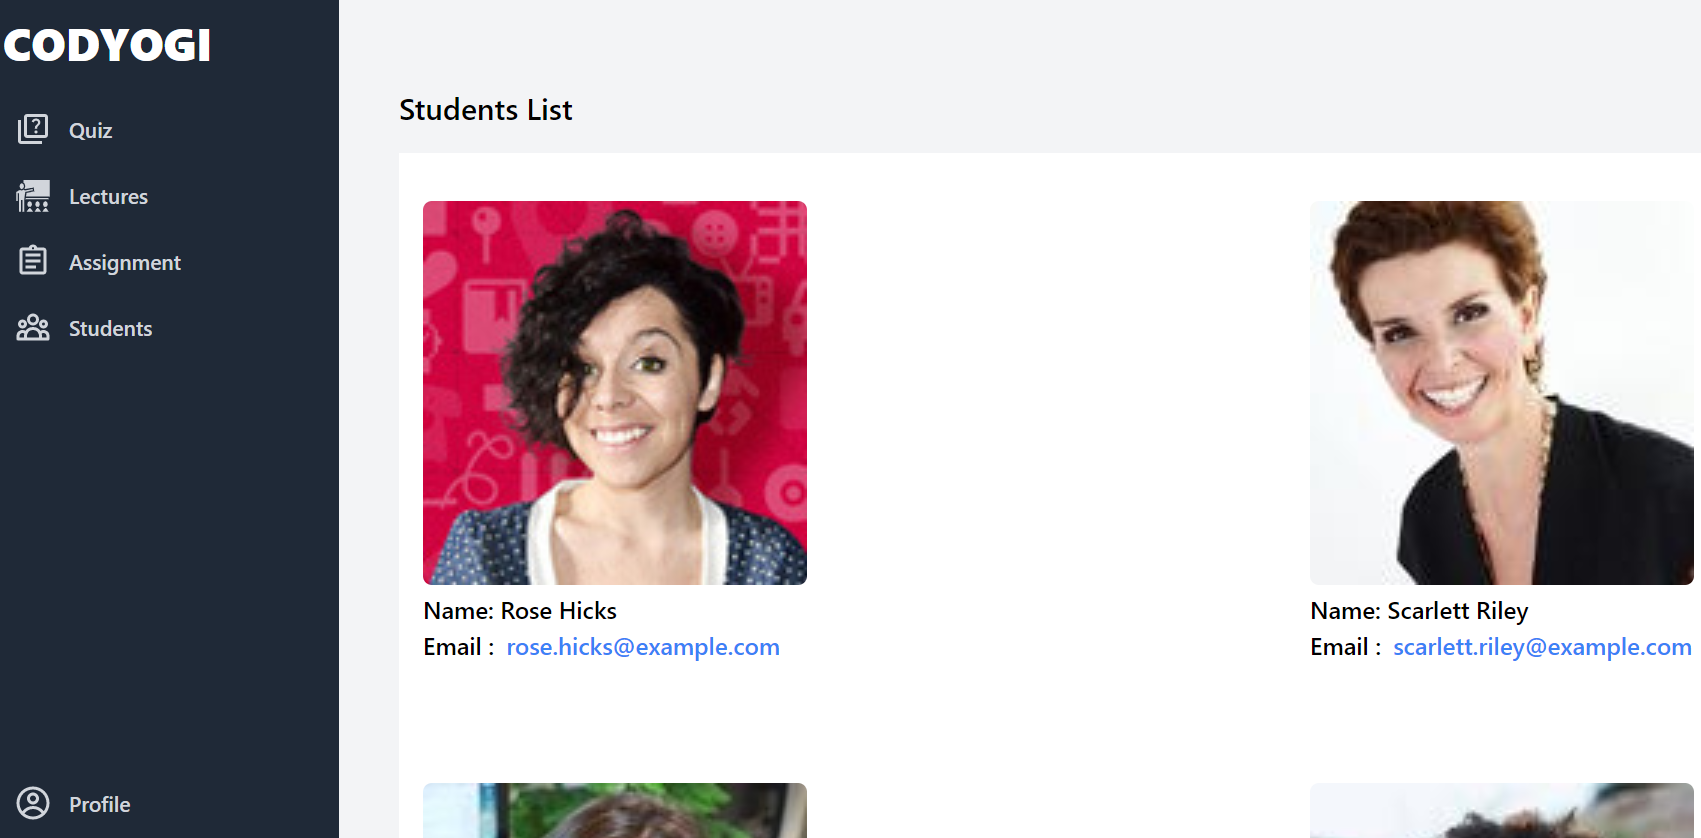 CODYOGI
Quiz
Lectures
Assignment
Students
Profile
Students List
Name: Rose Hicks
Email : rose.hicks@example.com
Name: Scarlett Riley
Email : scarlett.riley@example.com